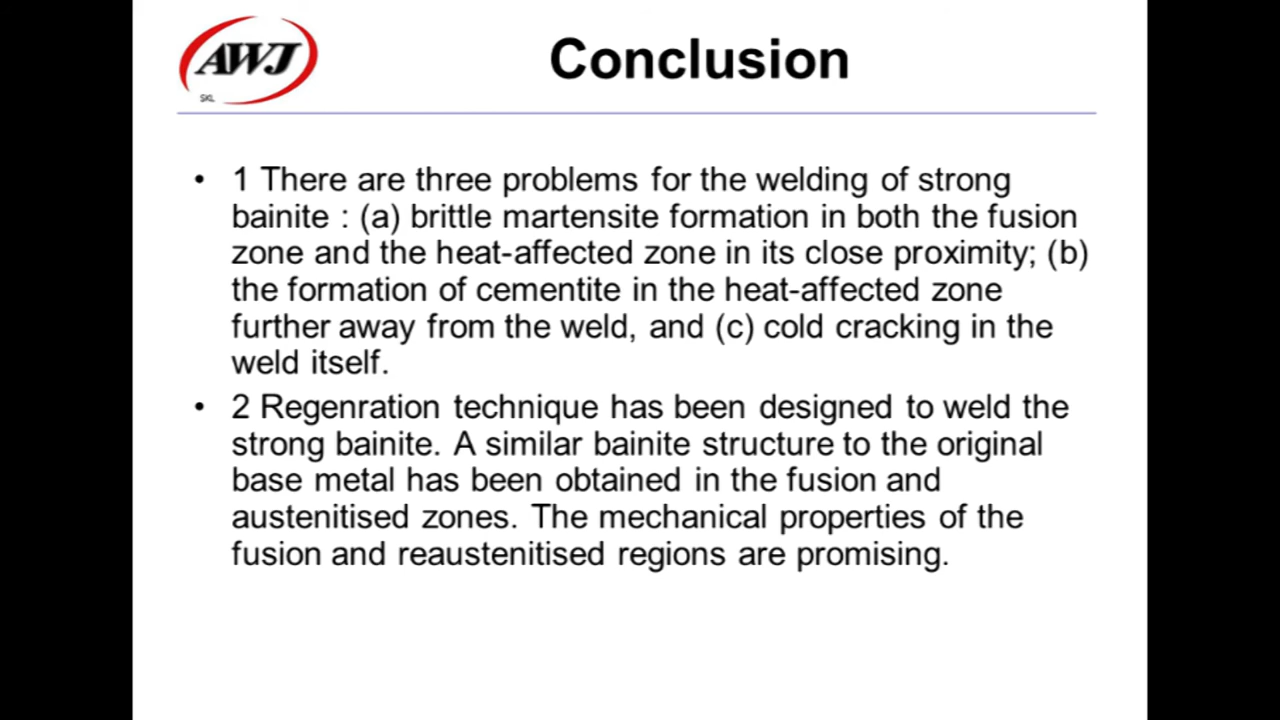 AWJ
SKL
Conclusion
• 1 There are three problems for the welding of strong
bainite : (a) brittle martensite formation in both the fusion
zone and the heat-affected zone in its close proximity; (b)
the formation of cementite in the heat-affected zone
further away from the weld, and (c) cold cracking in the
weld itself.
• 2 Regenration technique has been designed to weld the
strong bainite. A similar bainite structure to the original
base metal has been obtained in the fusion and
austenitised zones. The mechanical properties of the
fusion and reaustenitised regions are promising.